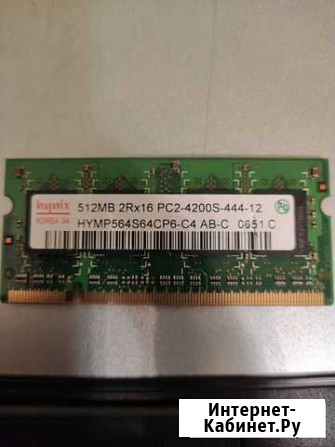 hynix 512MB 2Rx16 PC2-4200S-444-12
KOREA 04 HYMP564S64CP6-C4 AB-C 0651 C
Интернет-
Кабинет.Ру